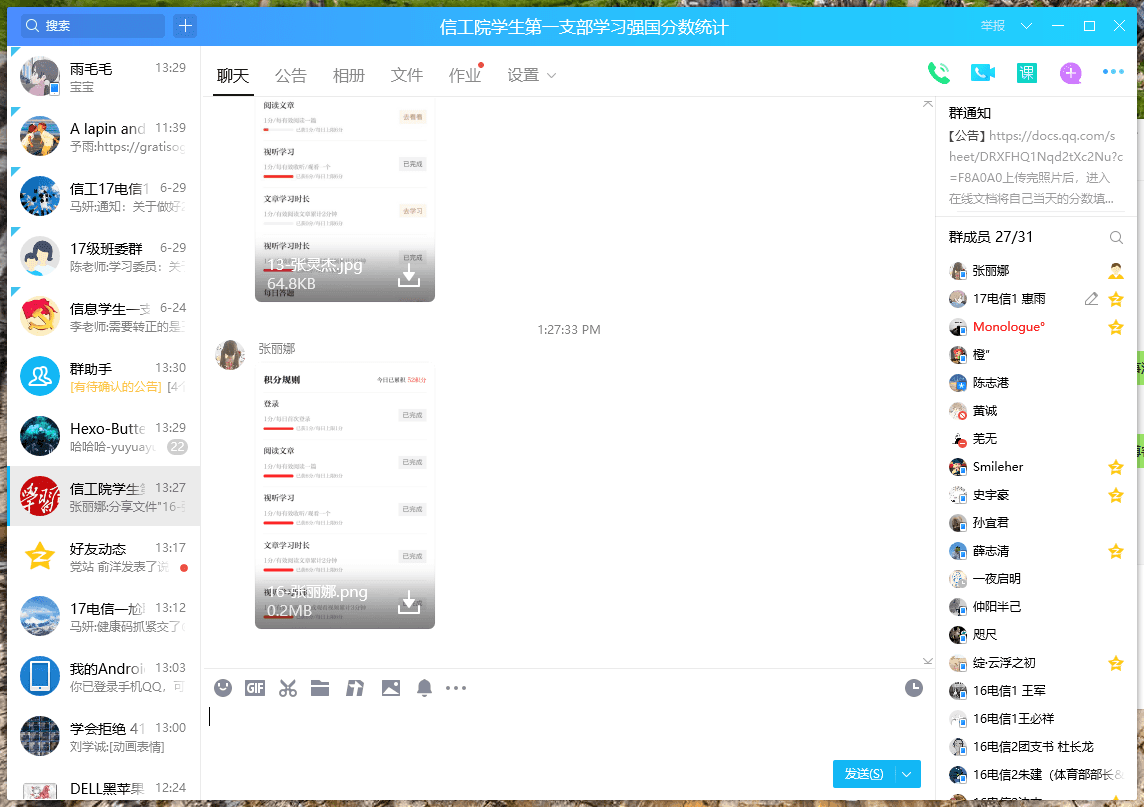 搜索
信工院学生第一支部学习强国分数统计
举报
雨毛毛 13:29
宝宝
A lapin and 11:39
予雨:https://gratisog
信工17电信1 6-29
马妍:通知：关于做好
17级班委群 6-29
陈老师:学习委员：关于
信息学生一支 6-24
李老师:需要转正的是
群助手 13:30
[有待确认的公告] [4个
Hexo-Butte 13:29
哈哈哈-yuyuayu 22
信工院学生第 13:27
张丽娜:分享文件"16-张
好友动态 13:17
党站 俞洋发表了说
17电信一尬聊 13:12
马妍:健康码抓紧交了
我的Androi 13:03
你已登录手机QQ，可
学会拒绝 41 13:00
刘学诚:[动画表情]
DELL黑苹果 12:24
聊天 公告 相册 文件 作业 设置
课
阅读文章
1分/每有效阅读一篇
去看看
视听学习
1分/每有效收听/观看一个
已完成
文章学习时长
1分/有效阅读文章累计2分钟
去学习
视听学习时长
已完成
13-张灵杰.jpg
64.8KB
每日答题
1:27:33 PM
张丽娜
积分规则 今日已累积 52积分
登录
1分/每日首次登录
已完成
阅读文章
1分/每有效阅读一篇
已完成
视听学习
1分/每有效收听/观看一个
已完成
文章学习时长
1分/有效阅读文章累计2分钟
已完成
16-张丽娜.png
0.2MB
GIF
发送(S)
群通知
【公告】https://docs.qq.com/s
heet/DRXFHQ1Nqd2tXc2Nu?c
=F8A0A0上传完照片后，进入
在线文档将自己当天的分数填...
群成员 27/31
张丽娜
17电信1 惠雨
Monologue°
橙"
陈志港
董诚
羌无
Smileher
史宇豪
孙宜君
薛志清
一夜启明
仲阳半己
咫尺
绽·云浮之初
16电信1 王军
16电信1王必祥
16电信2团支书 杜长龙
16电信2朱建（体育部部长&